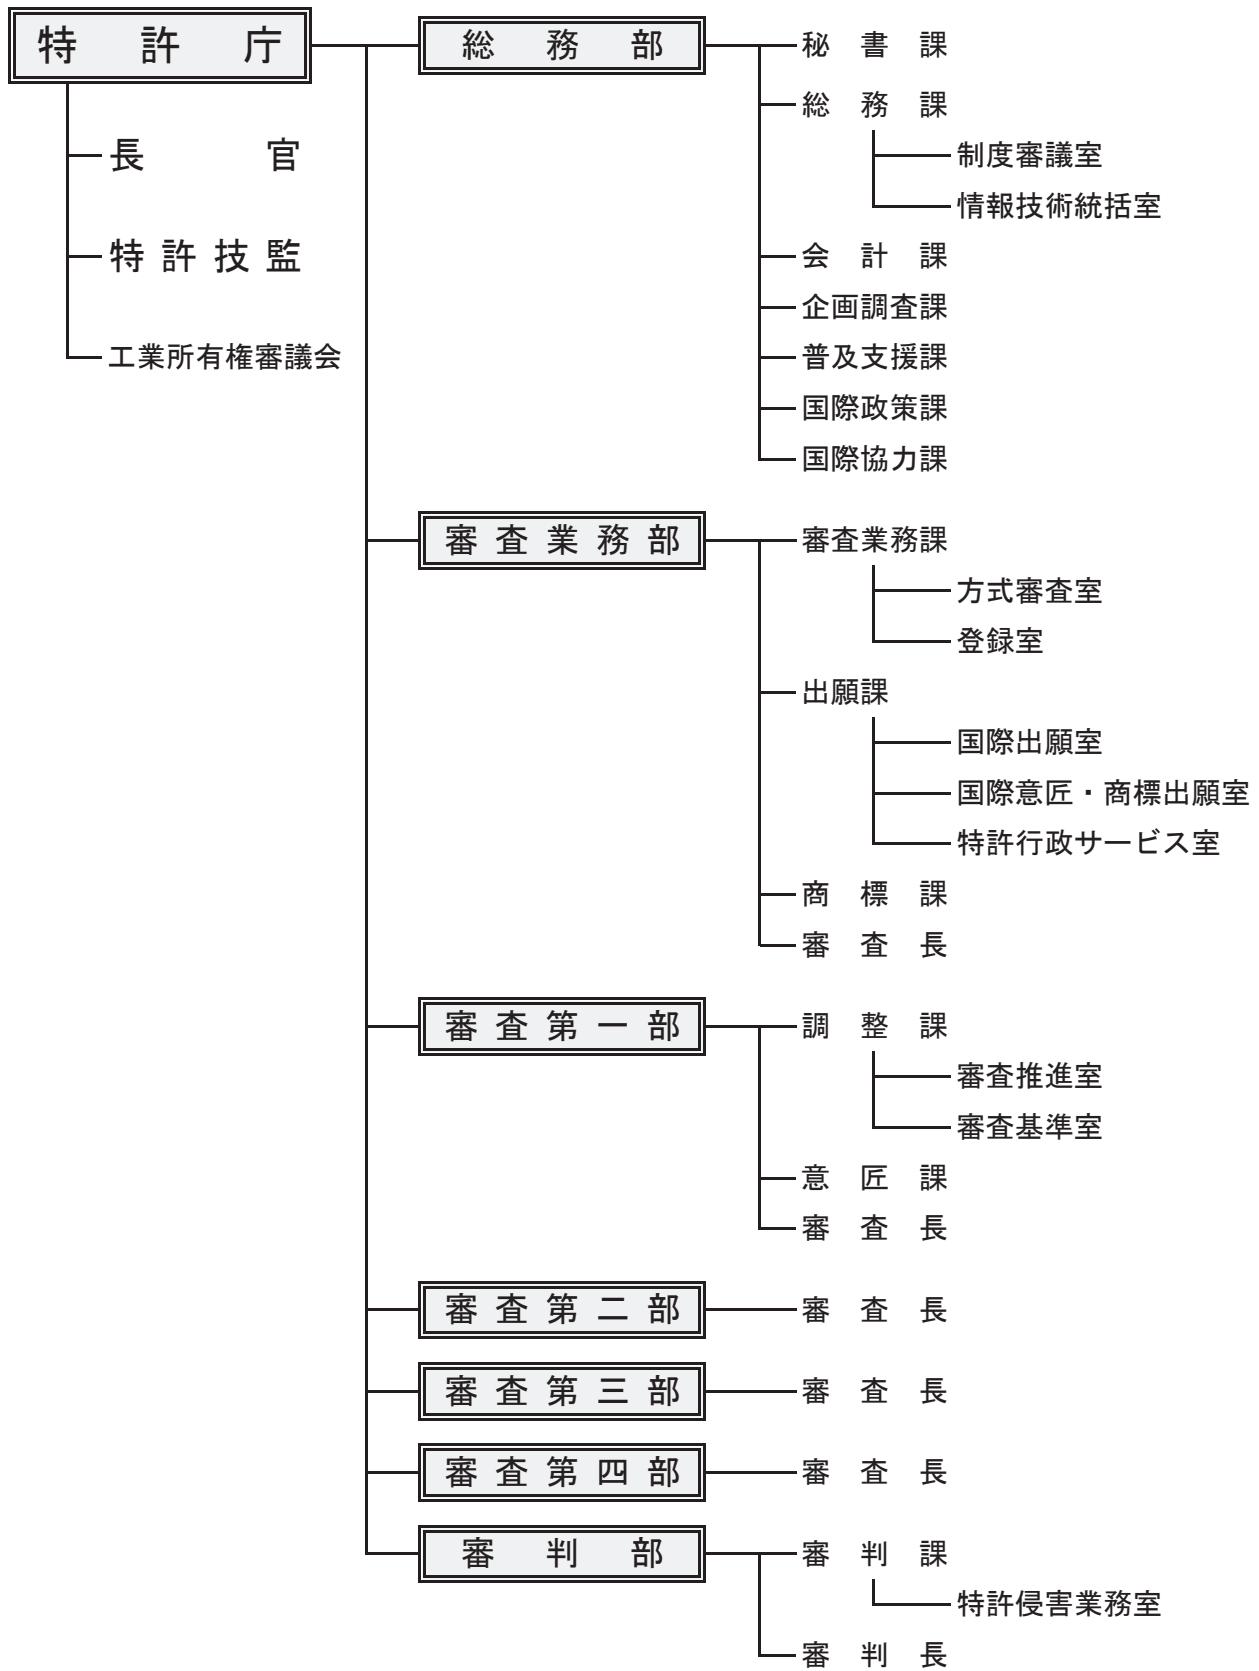 特許庁
長官
特許技監
工業所有権審議会
総務部
秘書課
総務課
制度審議室
情報技術統括室
会計課
企画調査課
普及支援課
国際政策課
国際協力課
審査業務部
審査業務課
方式審査室
登録室
出願課
国際出願室
国際意匠・商標出願室
特許行政サービス室
商標課
審査長
審査第一部
調整課
審査推進室
審査基準室
意匠課
審査長
審査第二部
審査長
審査第三部
審査長
審査第四部
審査長
審判部
審判課
特許侵害業務室
審判長